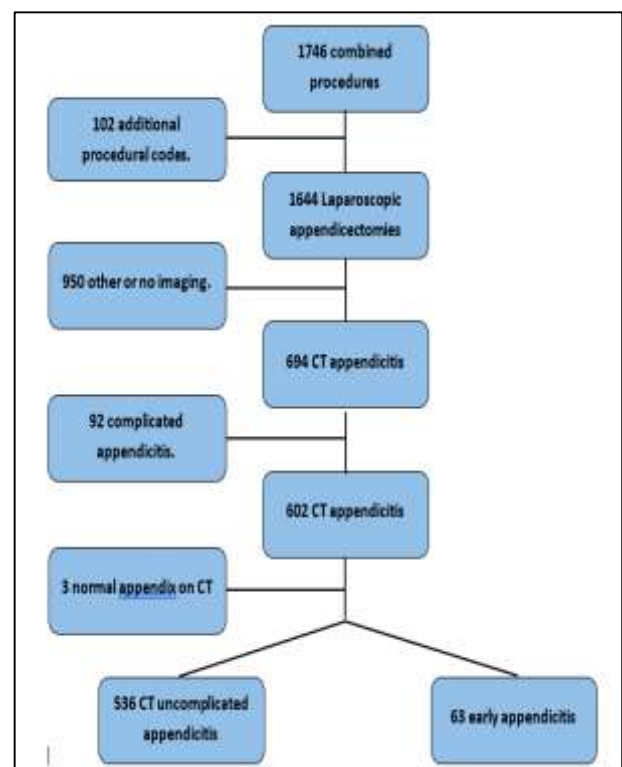 1746 combined
procedures
102 additional
procedural codes.
1644 Laparoscopic
appendicectomies
950 other or no imaging.
694 CT appendicitis
92 complicated
appendicitis.
602 CT appendicitis
3 normal appendix on CT
536 CT uncomplicated
appendicitis
63 early appendicitis